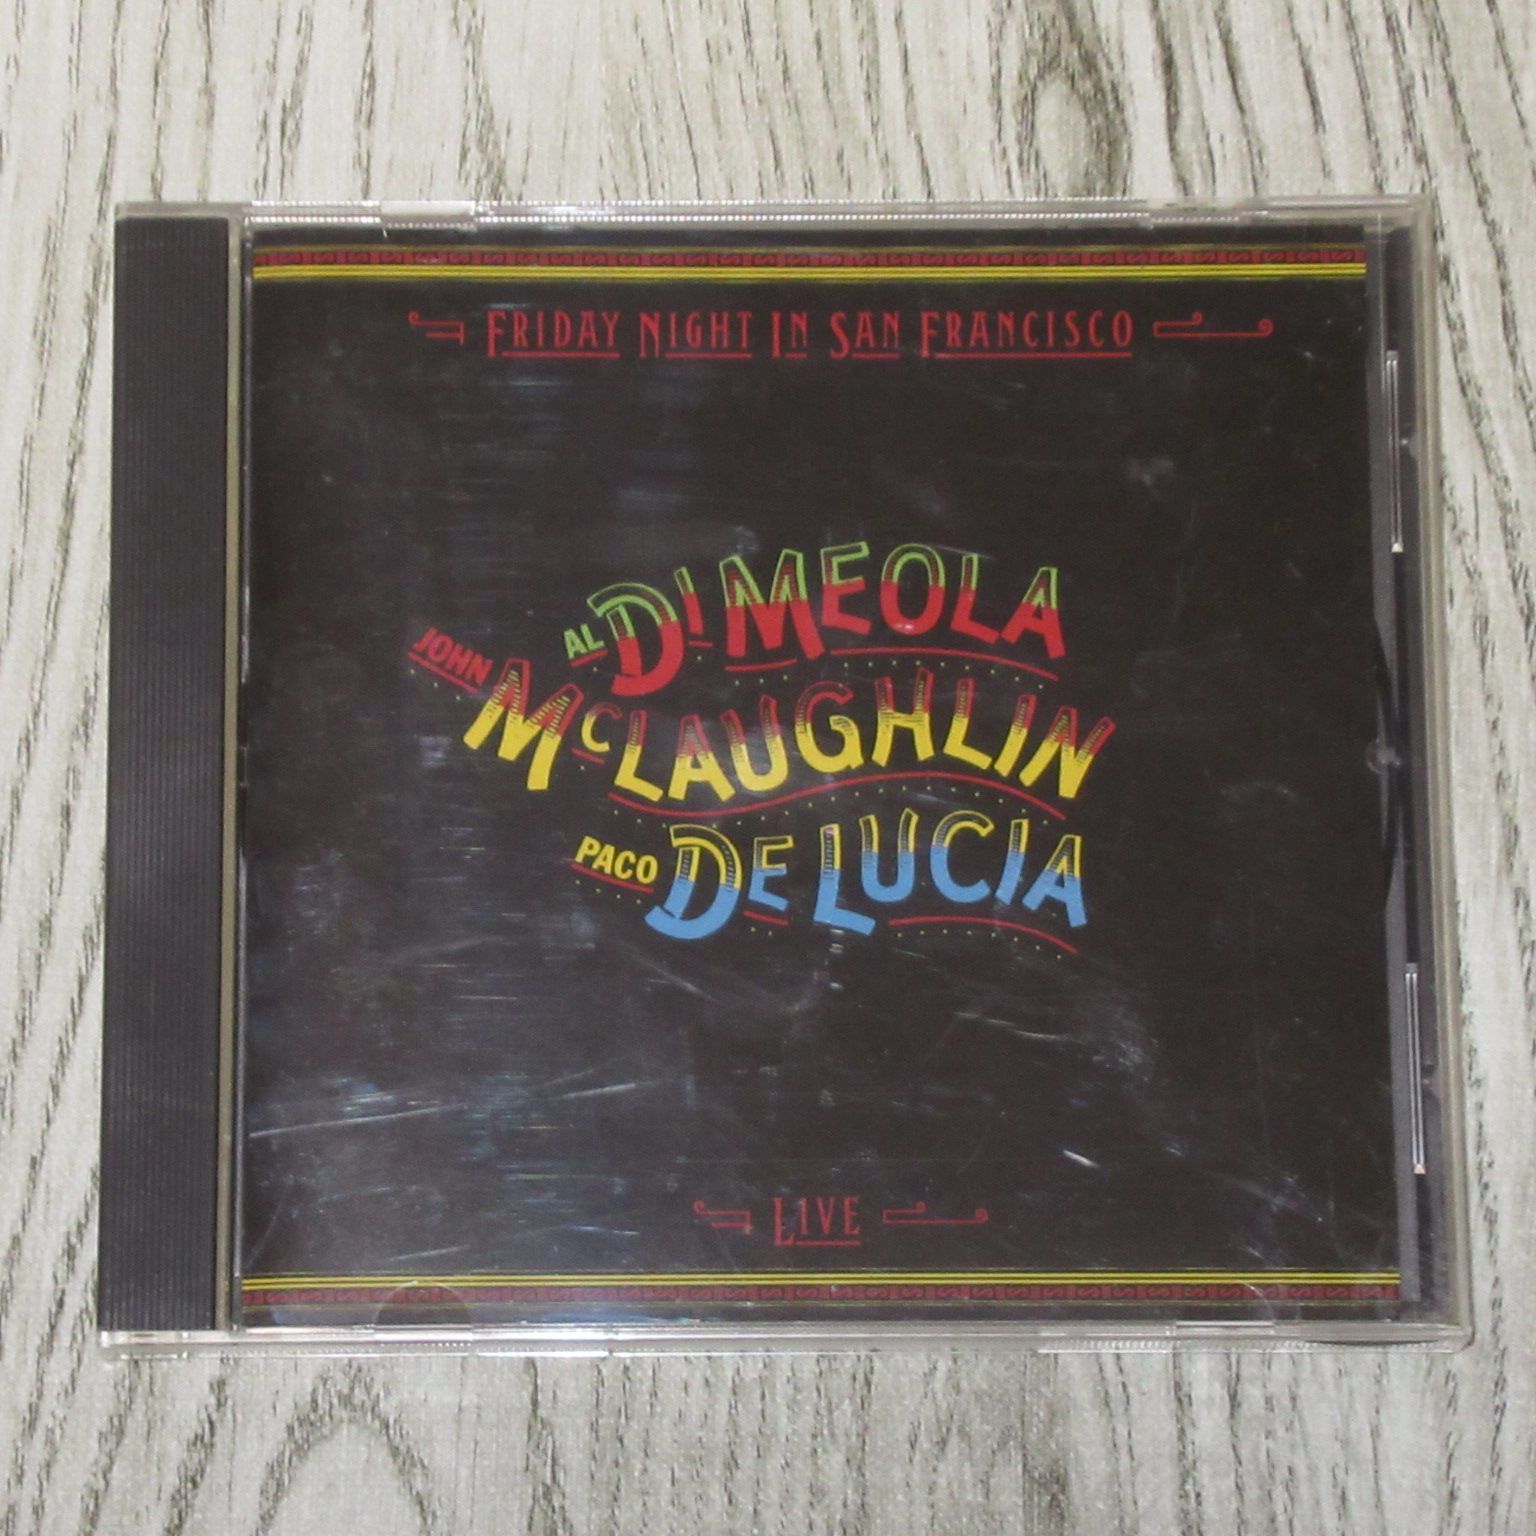 FRIDAY NIGHT IN SAN FRANCISCO
AL DI MEOLA
JOHN MCLAUGHLIN
PACO DE LUCIA
LIVE